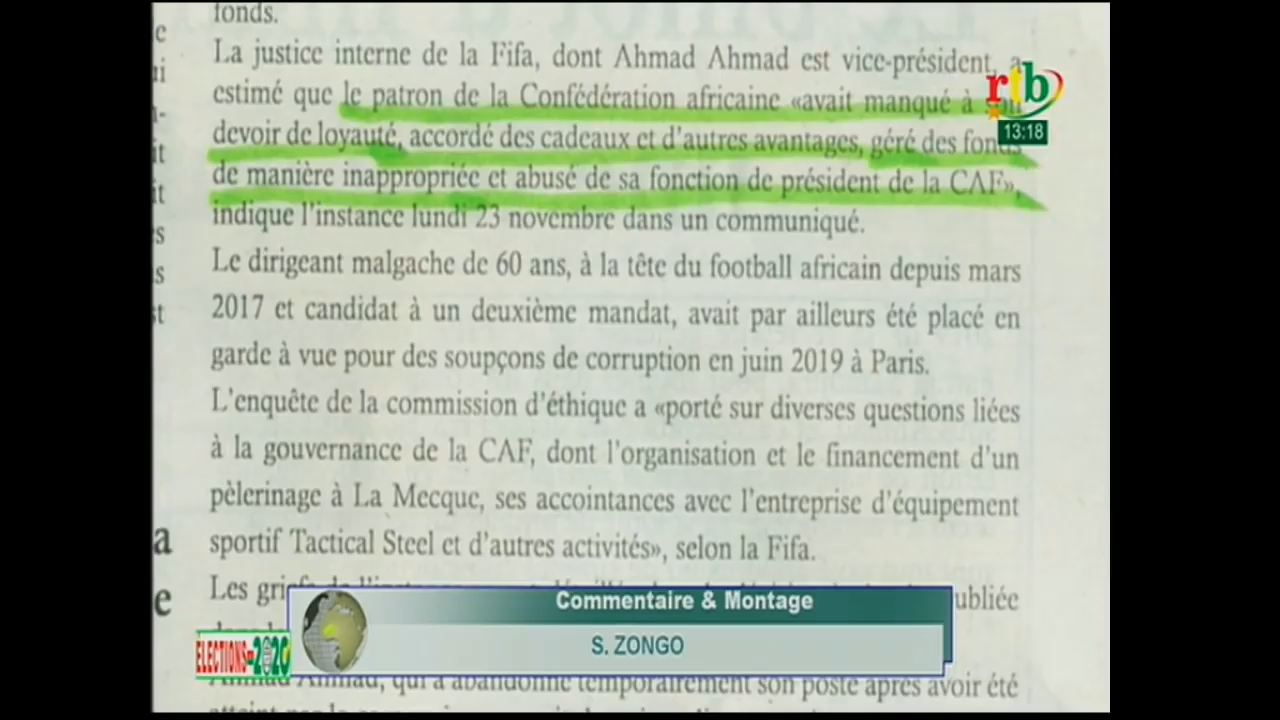 fonds.
La justice interne de la Fifa, dont Ahmad Ahmad est vice-président, a
estimé que le patron de la Confédération africaine «avait manqué à son
devoir de loyauté, accordé des cadeaux et d'autres avantages, géré des fonds
de manière inappropriée et abusé de sa fonction de président de la CAF»,
indique l'instance lundi 23 novembre dans un communiqué.
Le dirigeant malgache de 60 ans, à la tête du football africain depuis mars
2017 et candidat à un deuxième mandat, avait par ailleurs été placé en
garde à vue pour des soupçons de corruption en juin 2019 à Paris.
L'enquête de la commission d'éthique a «porté sur diverses questions liées
à la gouvernance de la CAF, dont l'organisation et le financement d'un
pèlerinage à La Mecque, ses accointances avec l'entreprise d'équipement
sportif Tactical Steel et d'autres activités», selon la Fifa.
Les
Ahmad Ahmad, qui a abandonné temporairement son poste après avoir été
rtb
13:18
Commentaire & Montage
S. ZONGO
ELECTIONS 2020